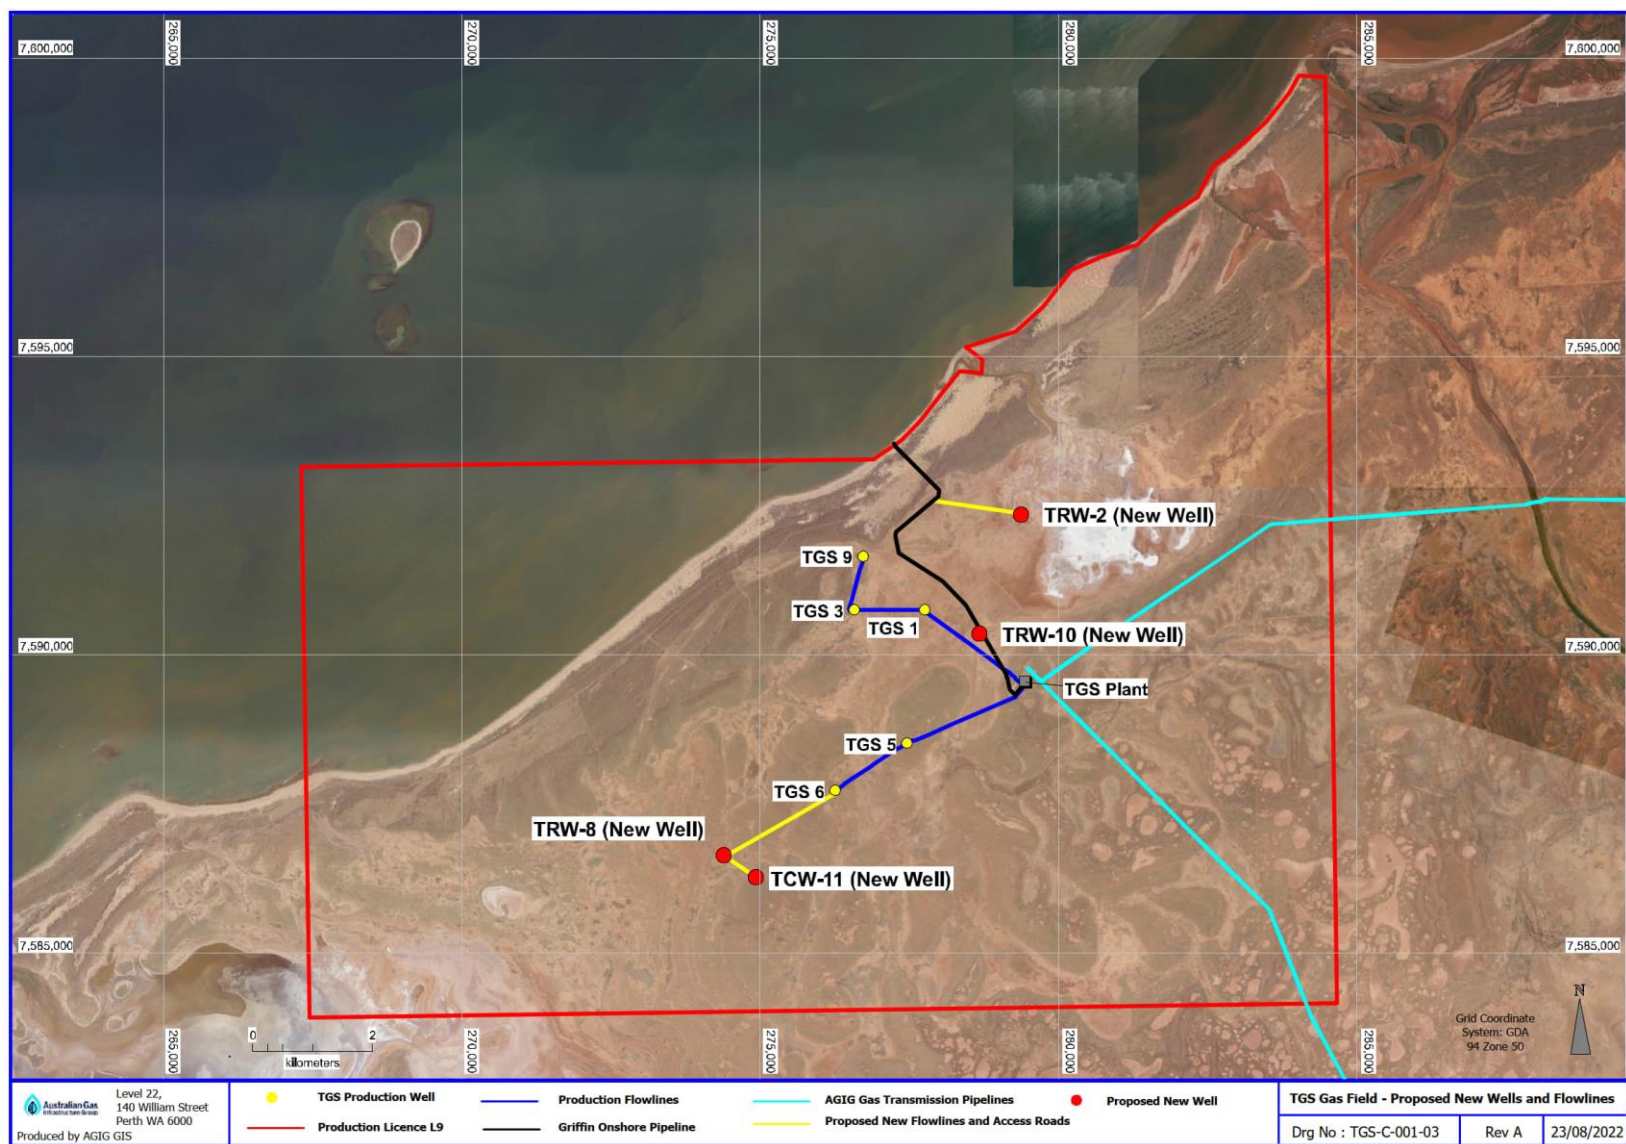 265,000
270,000
275,000
280,000
285,000
7,600,000
7,600,000
7,595,000
7,595,000
TRW-2 (New Well)
TGS 9
TGS 3
TGS 1
TRW-10 (New Well)
7,590,000
7,590,000
TGS Plant
TGS 5
TGS 6
TRW-8 (New Well)
TCW-11 (New Well)
7,585,000
7,585,000
N
Grid Coordinate
System: GDA
94 Zone 50
0 2
kilometers
265,000
270,000
275,000
280,000
285,000
Australian Gas
Infrastructure Group
Level 22,
140 William Street
Perth WA 6000
Produced by AGIG GIS
TGS Production Well
Production Licence L9
Production Flowlines
Griffin Onshore Pipeline
AGIG Gas Transmission Pipelines
Proposed New Flowlines and Access Roads
Proposed New Well
TGS Gas Field - Proposed New Wells and Flowlines
Drg No : TGS-C-001-03
Rev A
23/08/2022